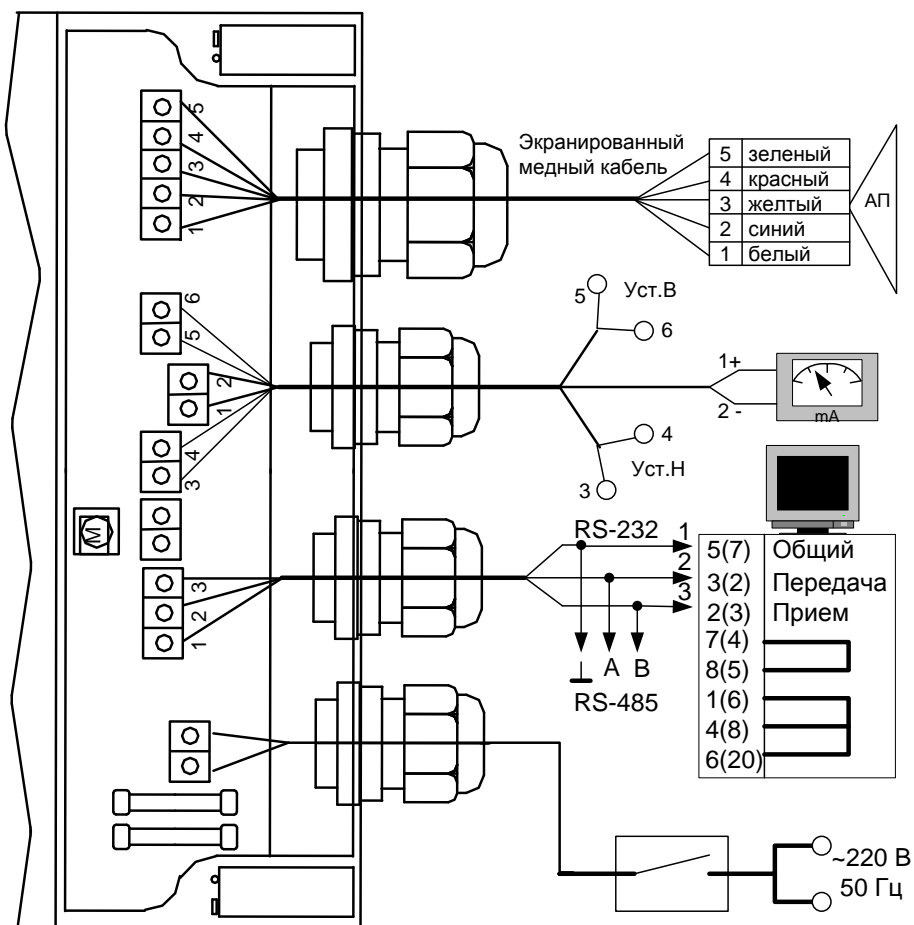 5
4
3
2
1
Экранированный
медный кабель
5 зеленый
4 красный
3 желтый
2 синий
1 белый
АП
6
5
2
1
4
3
5 Уст.В
6
4
Уст.Н
3
1+
2 -
mA
M
3
2
1
RS-232
1
2
3
A B
RS-485
5(7) Общий
3(2) Передача
2(3) Прием
7(4)
8(5)
1(6)
4(8)
6(20)
~220 В
50 Гц